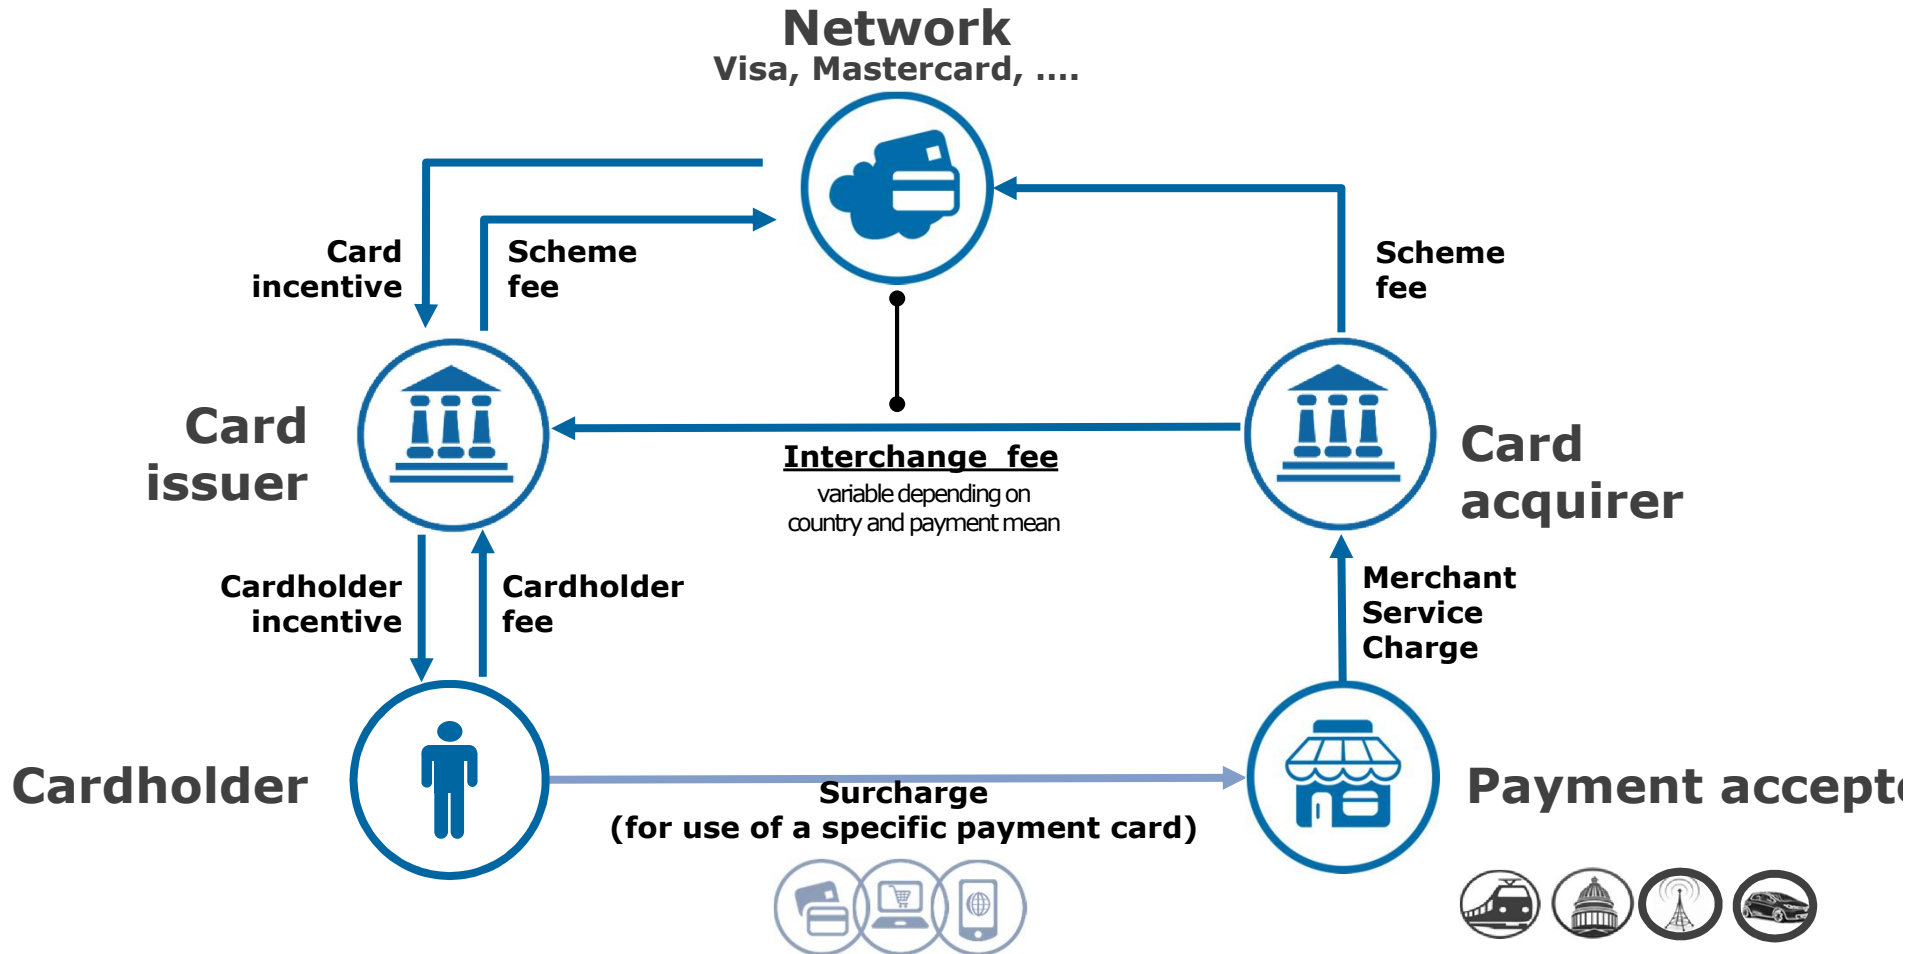 Network
Visa, Mastercard, ....
Card
incentive
Scheme
fee
Scheme
fee
Card
issuer
Interchange fee
variable depending on
country and payment mean
Card
acquirer
Cardholder
incentive
Cardholder
fee
Merchant
Service
Charge
Cardholder
Surcharge
(for use of a specific payment card)
Payment